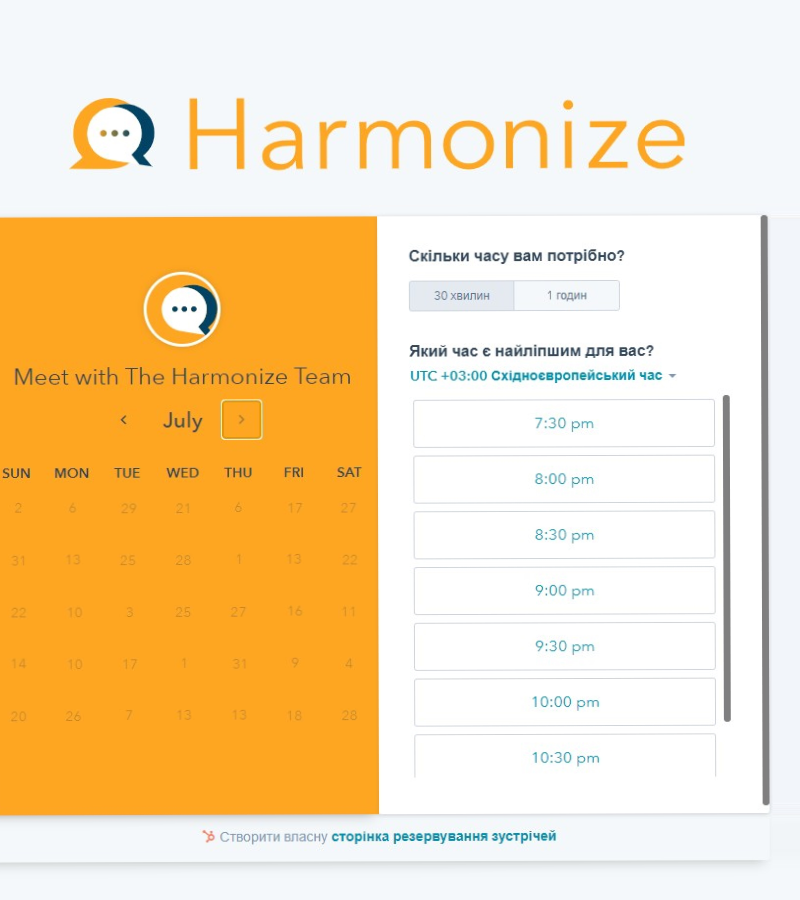 Harmonize
Meet with The Harmonize Team
July
SUN MON TUE WED THU FRI SAT
2 6 29 21 6 17 27
31 13 25 28 1 13 22
22 10 3 25 27 16 11
14 10 17 1 31 9 4
20 26 7 13 13 18 28
Скільки часу вам потрібно?
30 хвилин 1 годин
Який час є найліпшим для вас?
UTC +03:00 Східноєвропейський час
7:30 pm
8:00 pm
8:30 pm
9:00 pm
9:30 pm
10:00 pm
10:30 pm
Створити власну сторінка резервування зустрічей